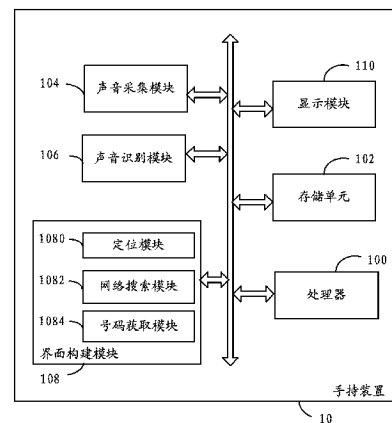 104
声音采集模块
110
显示模块
106
声音识别模块
102
存储单元
1080
定位模块
1082
网络搜索模块
1084
号码获取模块
界面构建模块
108
100
处理器
手持装置
10